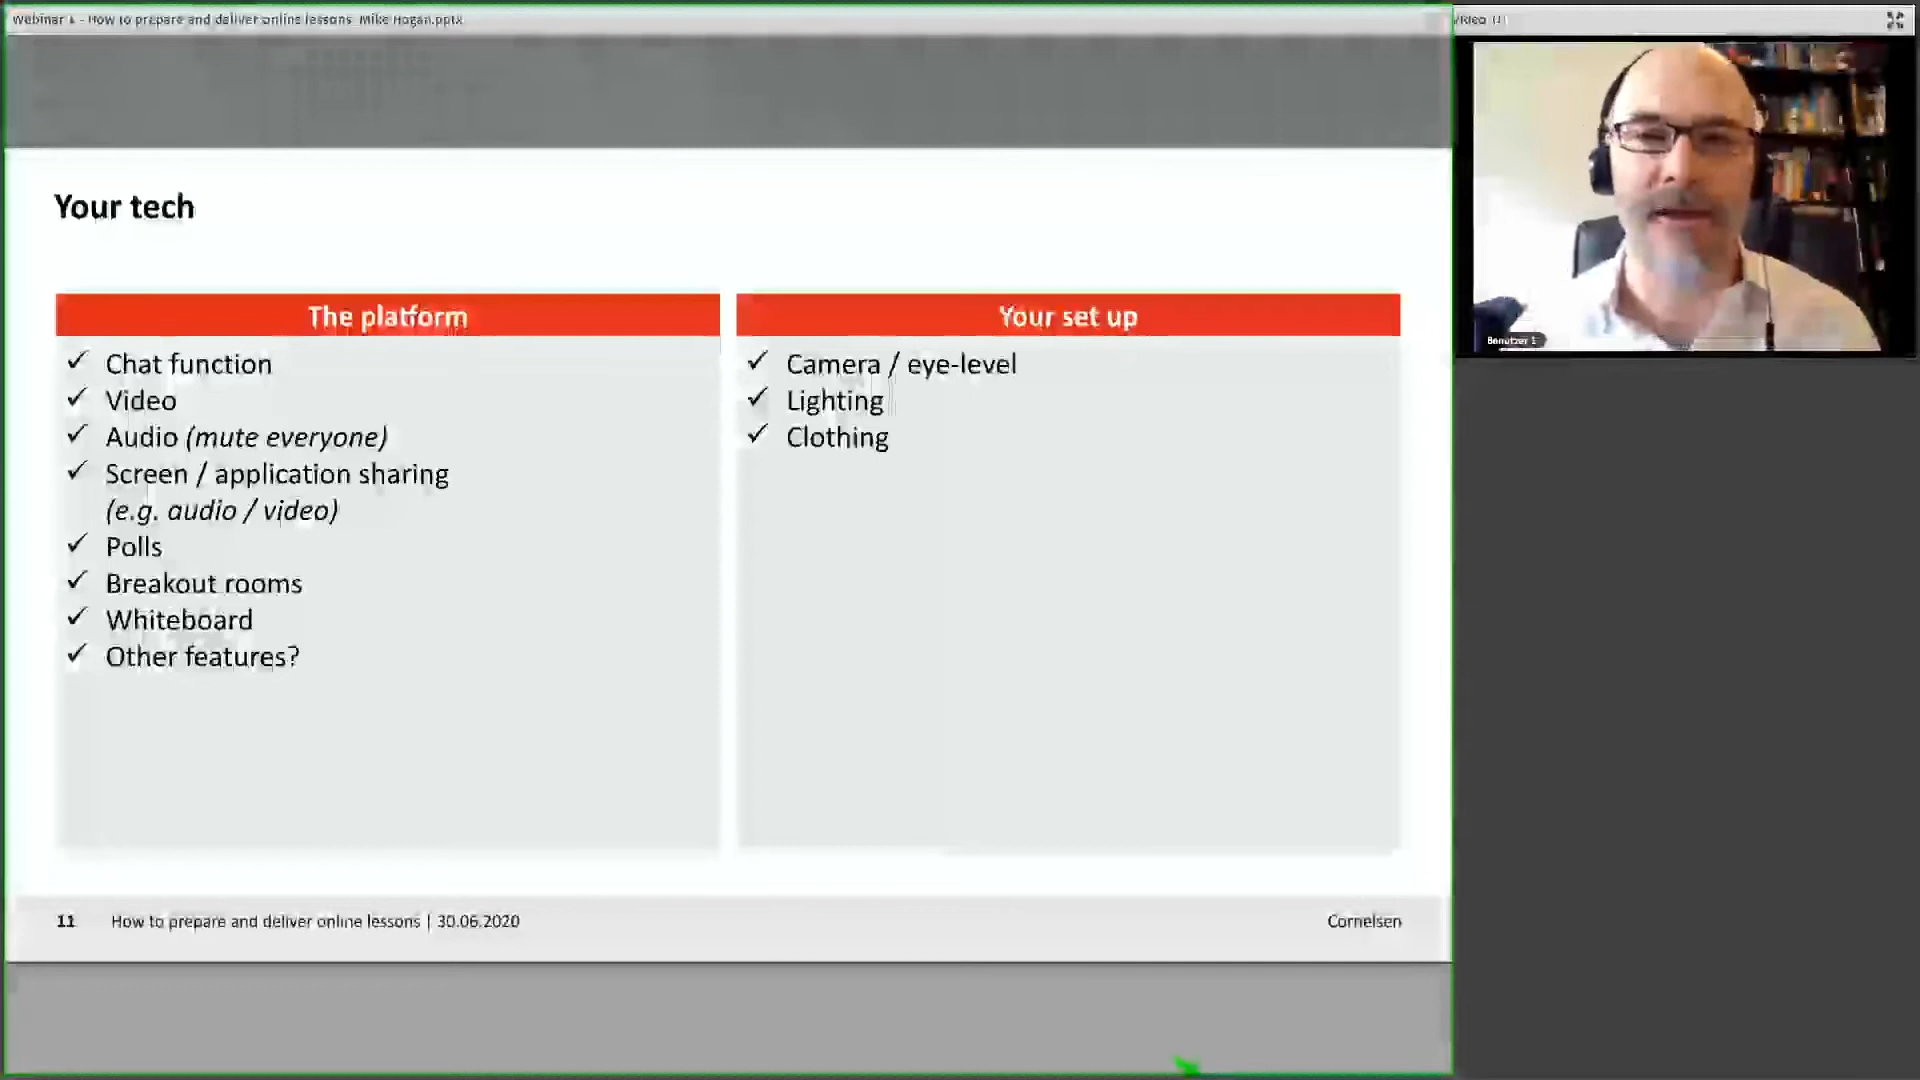 Webinar 1 - How to prepare and deliver online lessons Mike Hogan.pptx
Video (1)
Your tech
The platform
✓ Chat function
✓ Video
✓ Audio (mute everyone)
✓ Screen / application sharing
(e.g. audio / video)
✓ Polls
✓ Breakout rooms
✓ Whiteboard
✓ Other features?
Your set up
✓ Camera / eye-level
✓ Lighting
✓ Clothing
Benutzer 1
11 How to prepare and deliver online lessons | 30.06.2020
Cornelsen